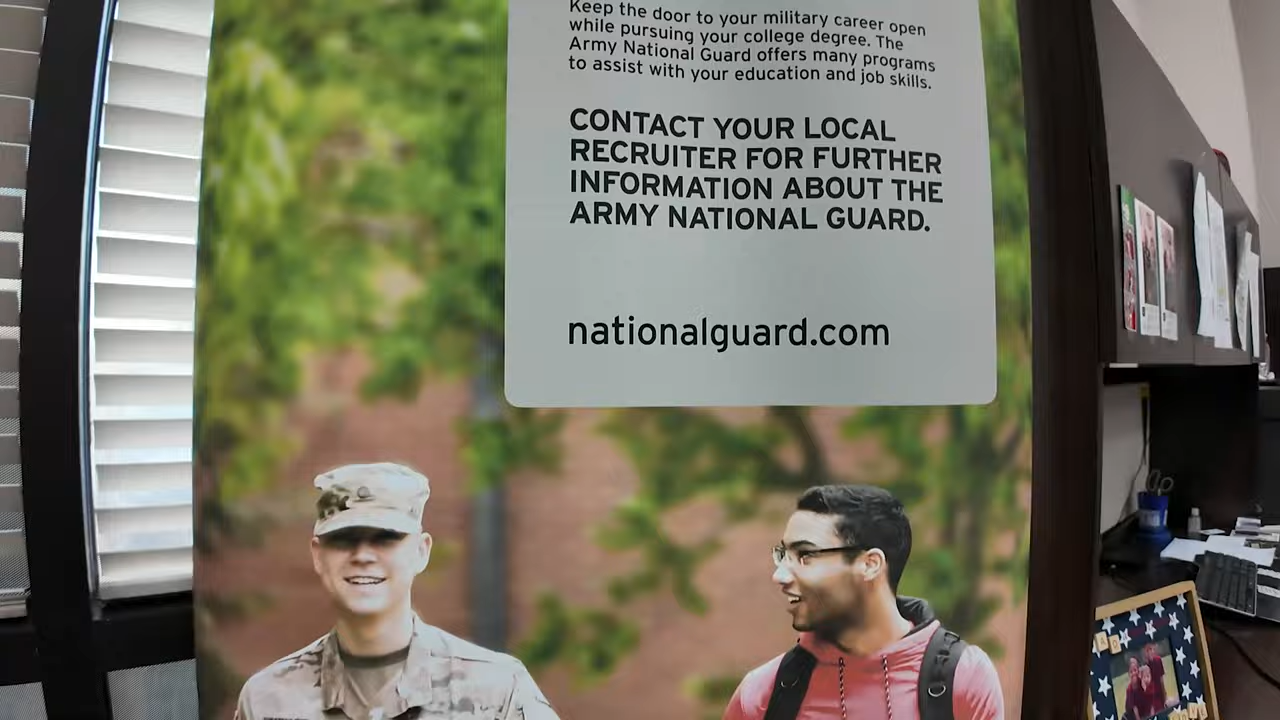 Keep the door to your military career open
while pursuing your college degree. The
Army National Guard offers many programs
to assist with your education and job skills.
CONTACT YOUR LOCAL
RECRUITER FOR FURTHER
INFORMATION ABOUT THE
ARMY NATIONAL GUARD.
nationalguard.com